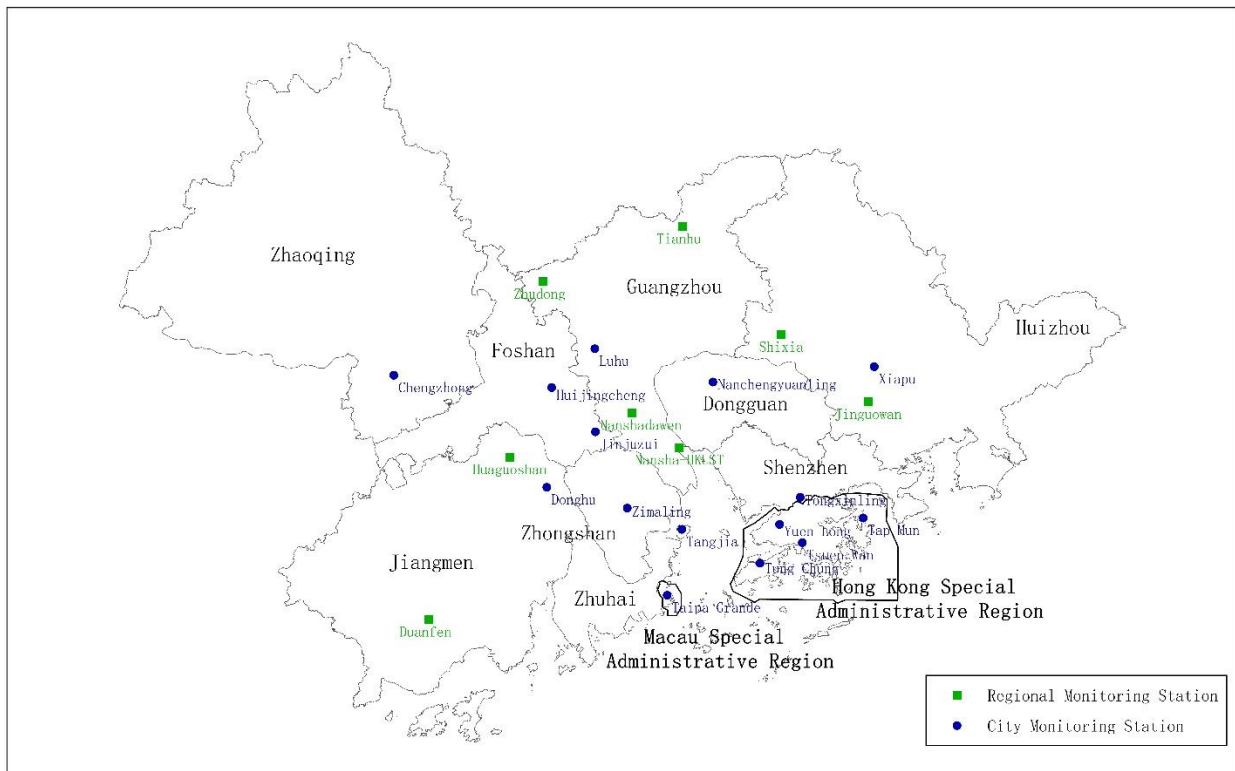 Tianhu
Zhaoqing
Zhudong
Guangzhou
Huizhou
Shixia
Foshan
Luhu
Xiapu
Chengzhong
Huijingcheng
Nanchengyuanling
Dongguan
Jinguowan
Nanshadawen
Jinjuzui
Huaguoshan
Nansha-HKUST
Shenzhen
Donghu
Tongxinling
Zimaling
Yuen Long
Tap Mun
Zhongshan
Tangjia
Tsuen Wan
Jiangmen
Tung Chung
Hong Kong Special
Administrative Region
Zhuhai
Taipa Grande
Macau Special
Administrative Region
Duanfen
Regional Monitoring Station
City Monitoring Station